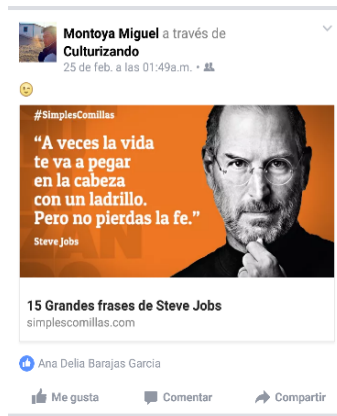 Montoya Miguel a través de
Culturizando
25 de feb. a las 01:49a.m. •
#SimplesComillas
“A veces la vida
te va a pegar
en la cabeza
con un ladrillo.
Pero no pierdas la fe.”
Steve Jobs
15 Grandes frases de Steve Jobs
simplescomillas.com
Ana Delia Barajas Garcia
Me gusta Comentar Compartir